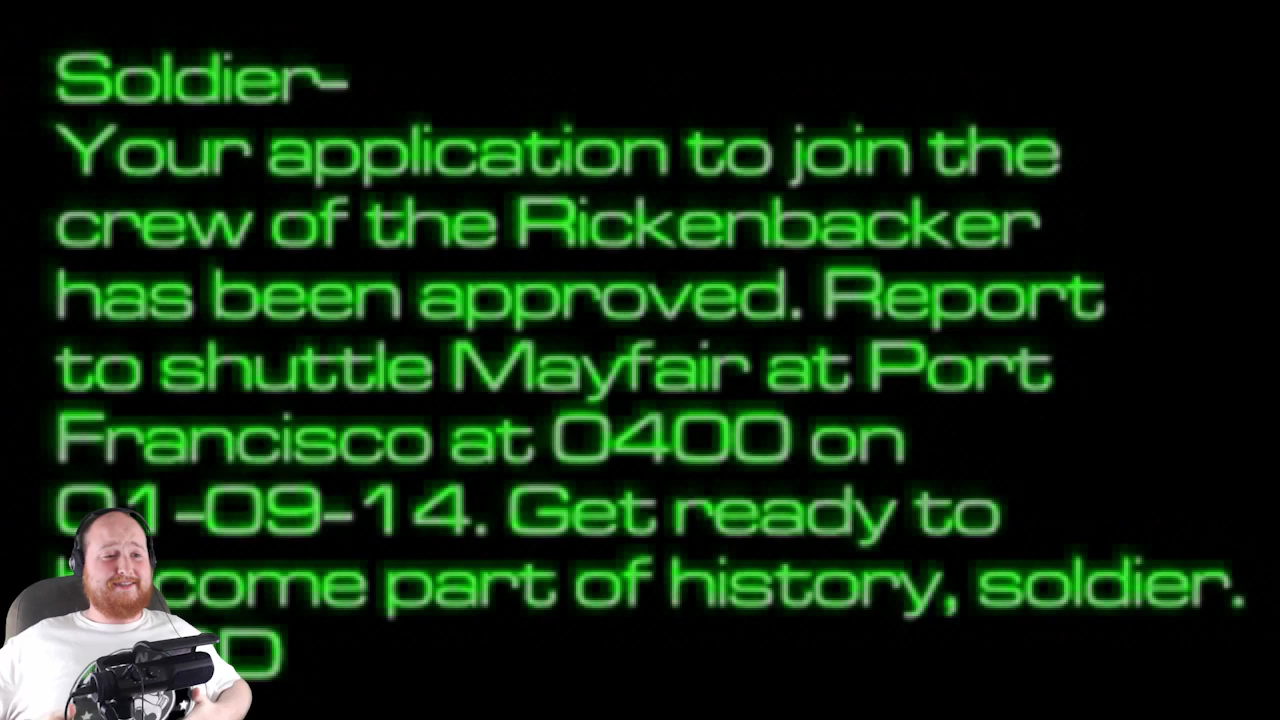 Soldier-
Your application to join the
crew of the Rickenbacker
has been approved. Report
to shuttle Mayfair at Port
Francisco at 0400 on
01-09-14. Get ready to
become part of history, soldier.